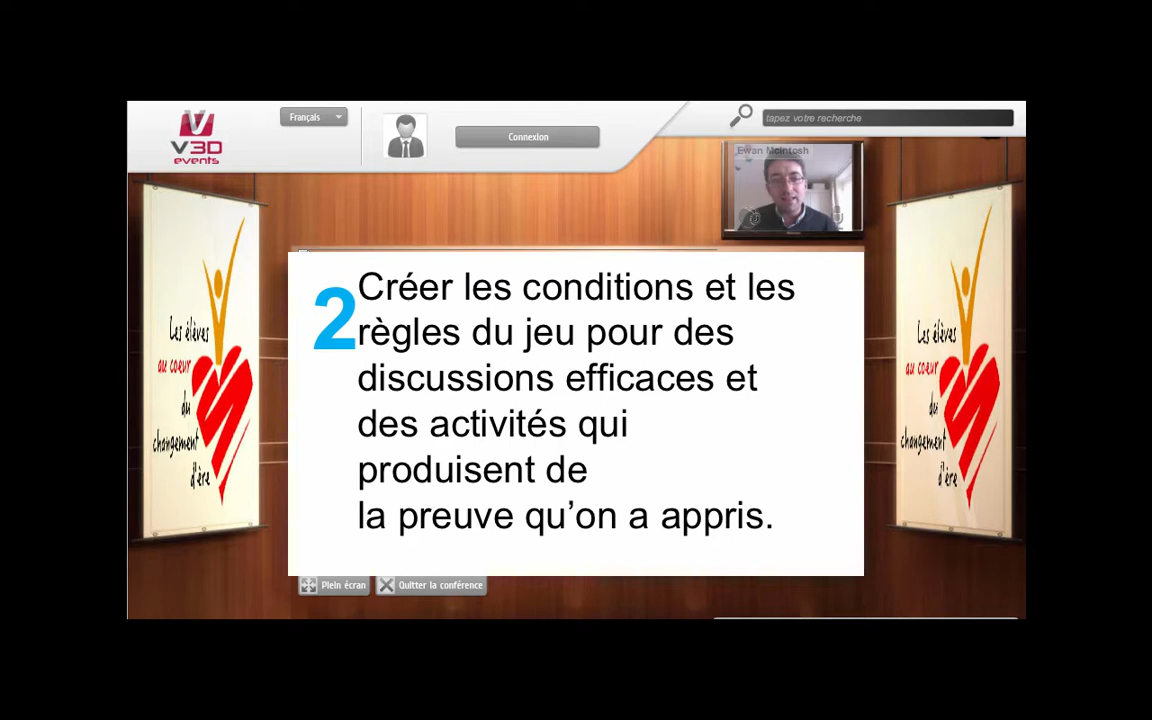 V3D
events
Français
Connexion
tapez votre recherche
Ewan McIntosh
Les élèves
au coeur
du
changement
d'ère
2
Créer les conditions et les
règles du jeu pour des
discussions efficaces et
des activités qui
produisent de
la preuve qu’on a appris.
Les élèves
au coeur
du
changement
d'ère
Plein écran
Quitter la conférence